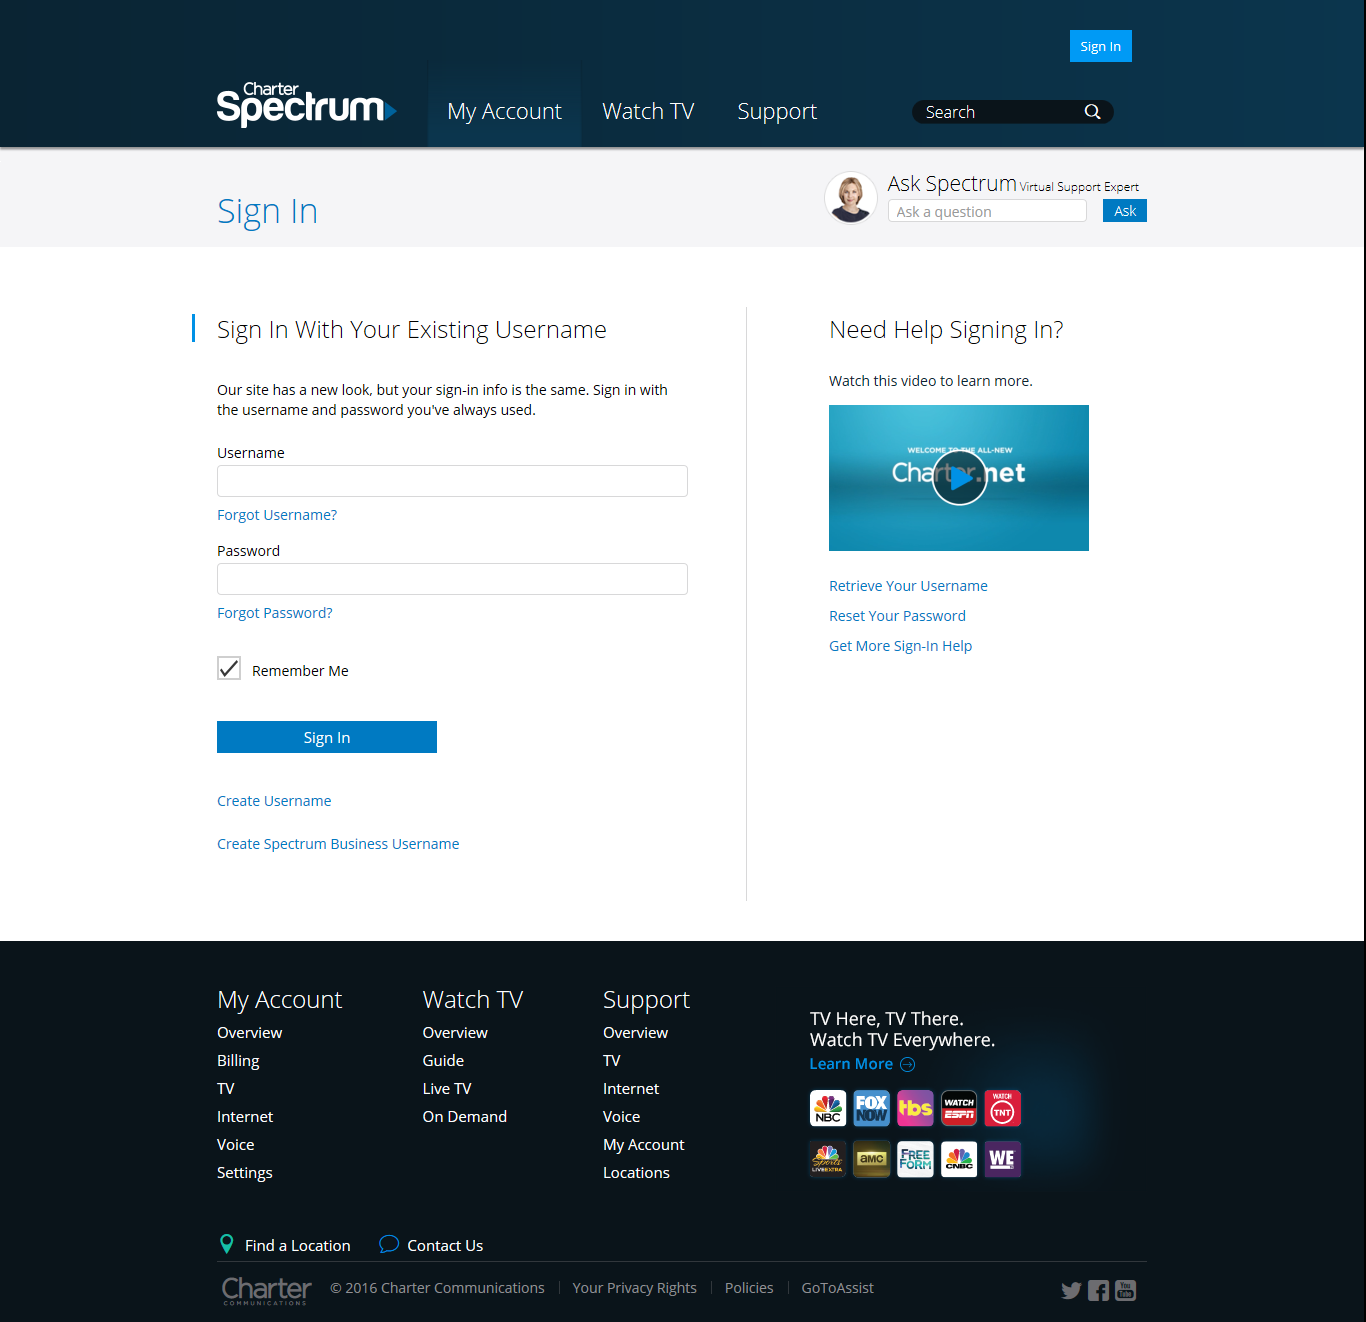 Sign In
Charter
Spectrum
My Account
Watch TV
Support
Search
Sign In
Ask Spectrum Virtual Support Expert
Ask a question
Ask
Sign In With Your Existing Username
Our site has a new look, but your sign-in info is the same. Sign in with
the username and password you've always used.
Username
Forgot Username?
Password
Forgot Password?
Remember Me
Sign In
Create Username
Create Spectrum Business Username
Need Help Signing In?
Watch this video to learn more.
WELCOME TO THE ALL-NEW
Charter.net
Retrieve Your Username
Reset Your Password
Get More Sign-In Help
My Account
Overview
Billing
TV
Internet
Voice
Settings
Watch TV
Overview
Guide
Live TV
On Demand
Support
Overview
TV
Internet
Voice
My Account
Locations
TV Here, TV There.
Watch TV Everywhere.
Learn More
NBC
FOX
NOW
tbs
WATCH
ESPN
WATCH
TNT
Sports
LIVE EXTRA
amc
FREE
FORM
CNBC
WE
Find a Location
Contact Us
Charter
COMMUNICATIONS
© 2016 Charter Communications
Your Privacy Rights
Policies
GoToAssist
You
Tube